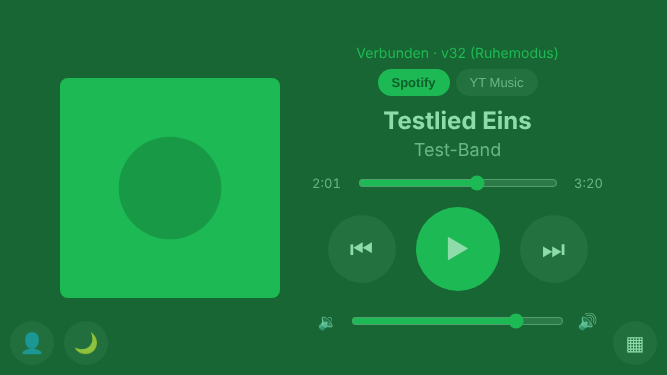 Verbunden · v32 (Ruhemodus)
Spotify YT Music
Testlied Eins
Test-Band
2:01 3:20